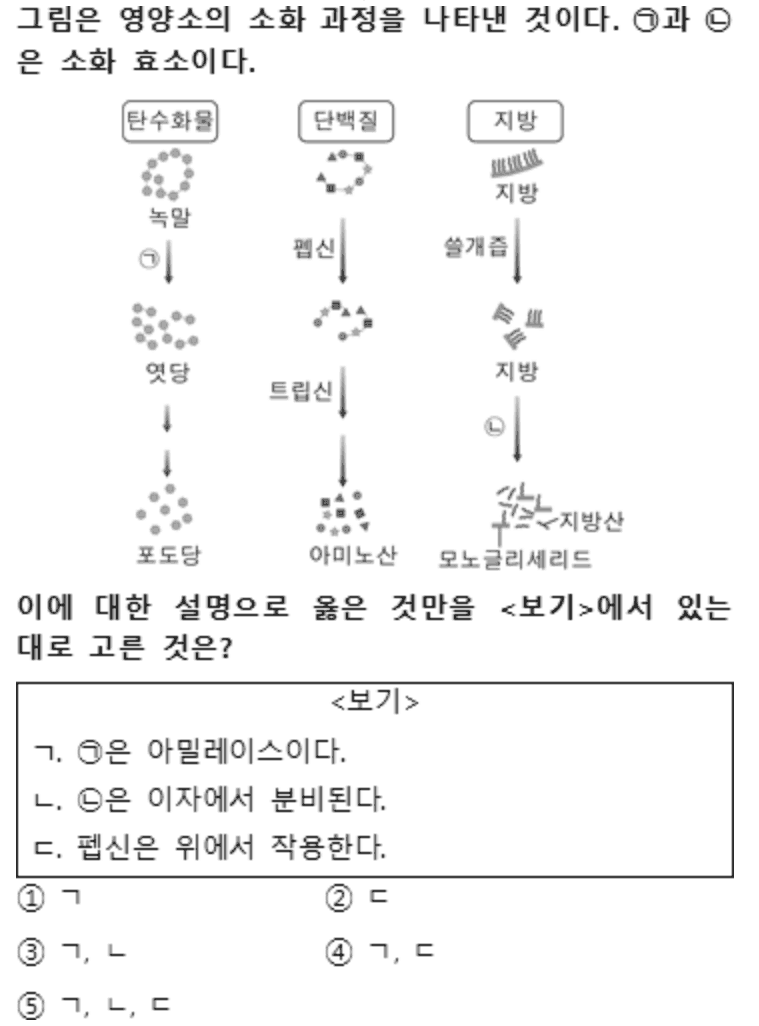 그림은 영양소의 소화 과정을 나타낸 것이다. ㉠과 ㉡
은 소화 효소이다.
탄수화물 단백질 지방
녹말 지방
㉠ 펩신 쓸개즙
엿당 지방
트립신 ㉡
지방산
포도당 아미노산 모노글리세리드
이에 대한 설명으로 옳은 것만을 <보기>에서 있는
대로 고른 것은?
<보기>
ㄱ. ㉠은 아밀레이스이다.
ㄴ. ㉡은 이자에서 분비된다.
ㄷ. 펩신은 위에서 작용한다.
① ㄱ ② ㄷ
③ ㄱ, ㄴ ④ ㄱ, ㄷ
⑤ ㄱ, ㄴ, ㄷ